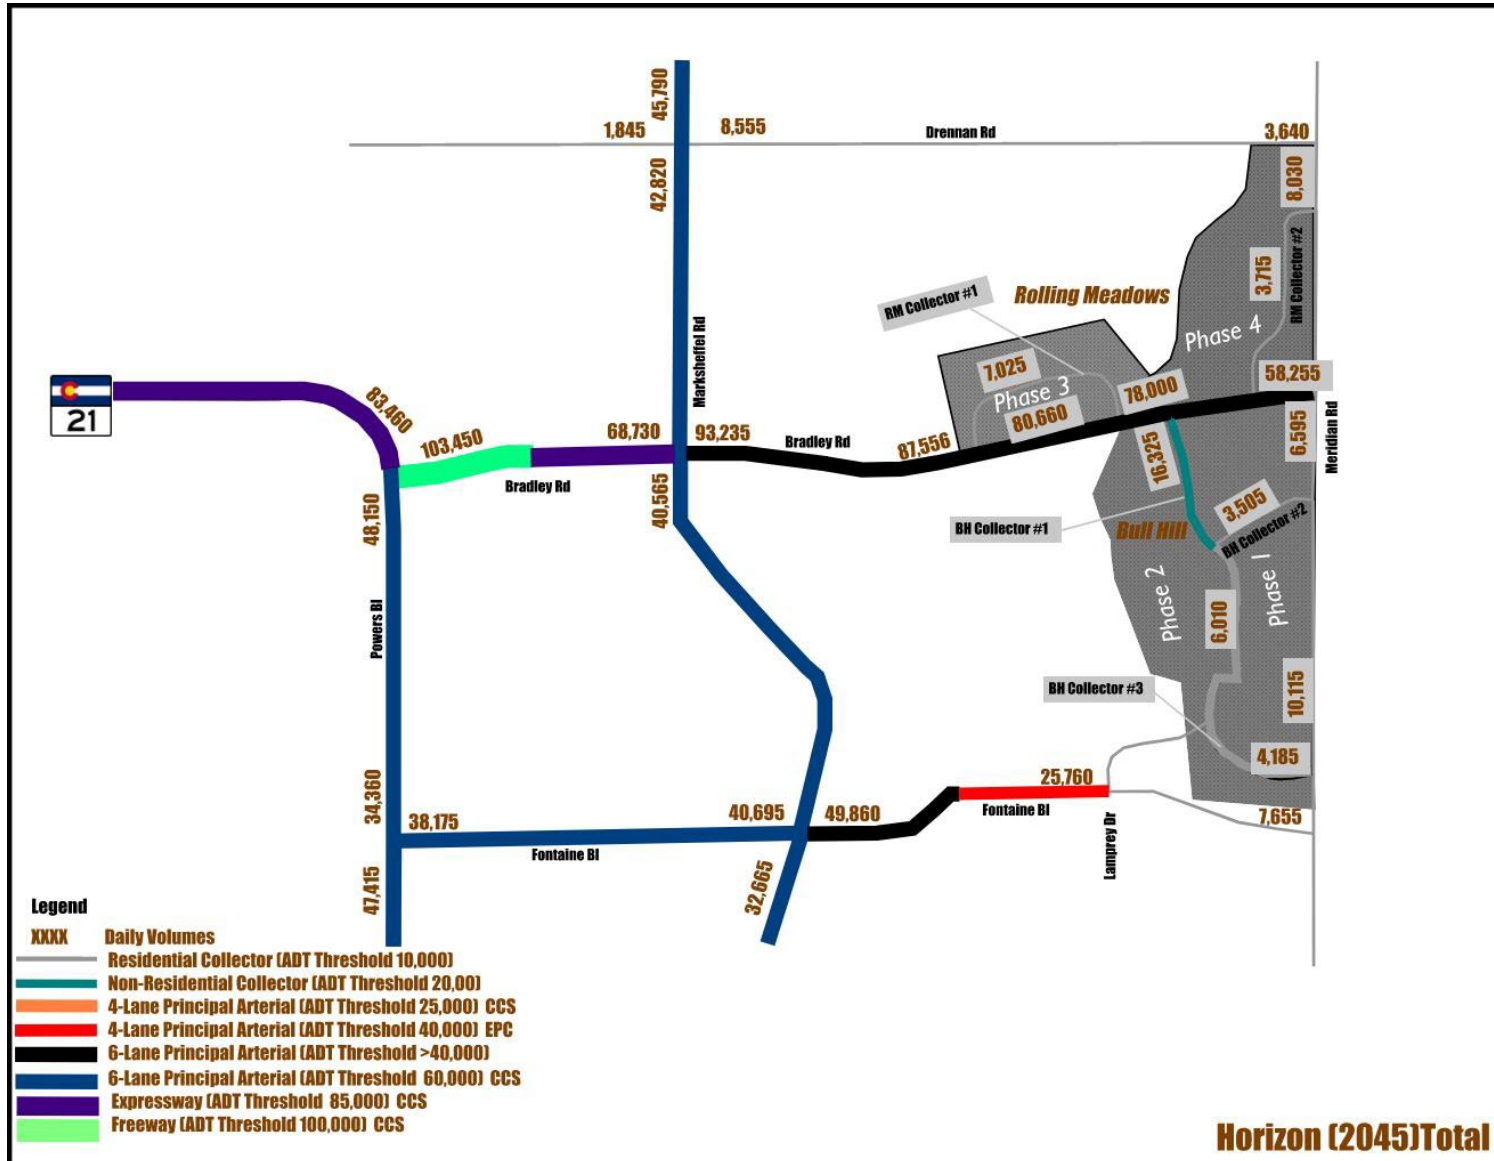 45,790
1,845
8,555
Drennan Rd
3,640
42,820
8,030
RM Collector #2
3,715
RM Collector #1
Rolling Meadows
Phase 4
Marksheffel Rd
7,025
Phase 3
78,000
58,255
21
83,460
80,660
103,450
68,730
93,235
Bradley Rd
87,556
6,595
Meridian Rd
16,325
Bradley Rd
48,150
40,565
3,505
BH Collector #1
Bull Hill
BH Collector #2
Phase 2
Phase 1
6,010
Powers Bl
BH Collector #3
10,115
4,185
34,360
25,760
38,175
40,695
49,860
Fontaine Bl
7,655
Fontaine Bl
Lamprey Dr
47,415
32,665
Legend
XXXX Daily Volumes
Residential Collector (ADT Threshold 10,000)
Non-Residential Collector (ADT Threshold 20,00)
4-Lane Principal Arterial (ADT Threshold 25,000) CCS
4-Lane Principal Arterial (ADT Threshold 40,000) EPC
6-Lane Principal Arterial (ADT Threshold >40,000)
6-Lane Principal Arterial (ADT Threshold 60,000) CCS
Expressway (ADT Threshold 85,000) CCS
Freeway (ADT Threshold 100,000) CCS
Horizon (2045)Total